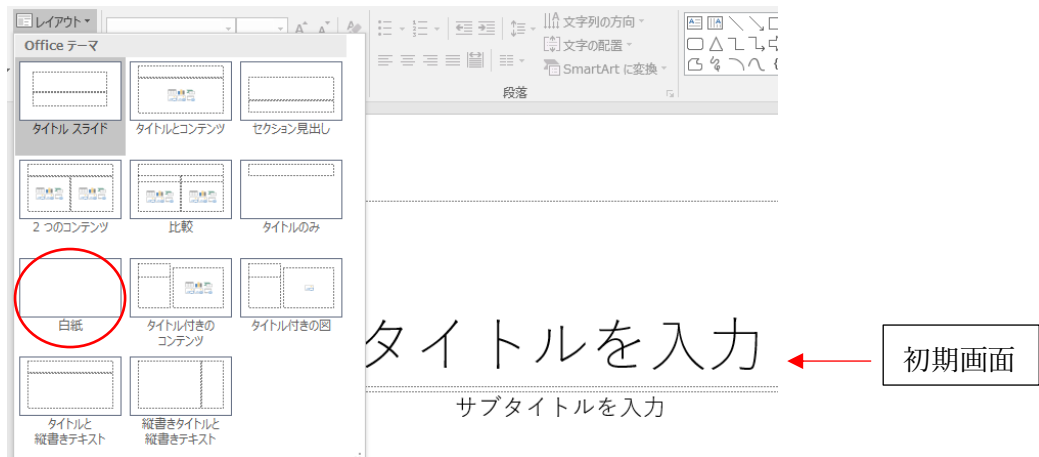 レイアウト
文字列の方向
文字の配置
SmartArt に変換
段落
Office テーマ
タイトル スライド
タイトルとコンテンツ
セクション見出し
2 つのコンテンツ
比較
タイトルのみ
白紙
タイトル付きの
コンテンツ
タイトル付きの図
タイトルと
縦書きテキスト
縦書きタイトルと
縦書きテキスト
タイトルを入力
サブタイトルを入力
初期画面